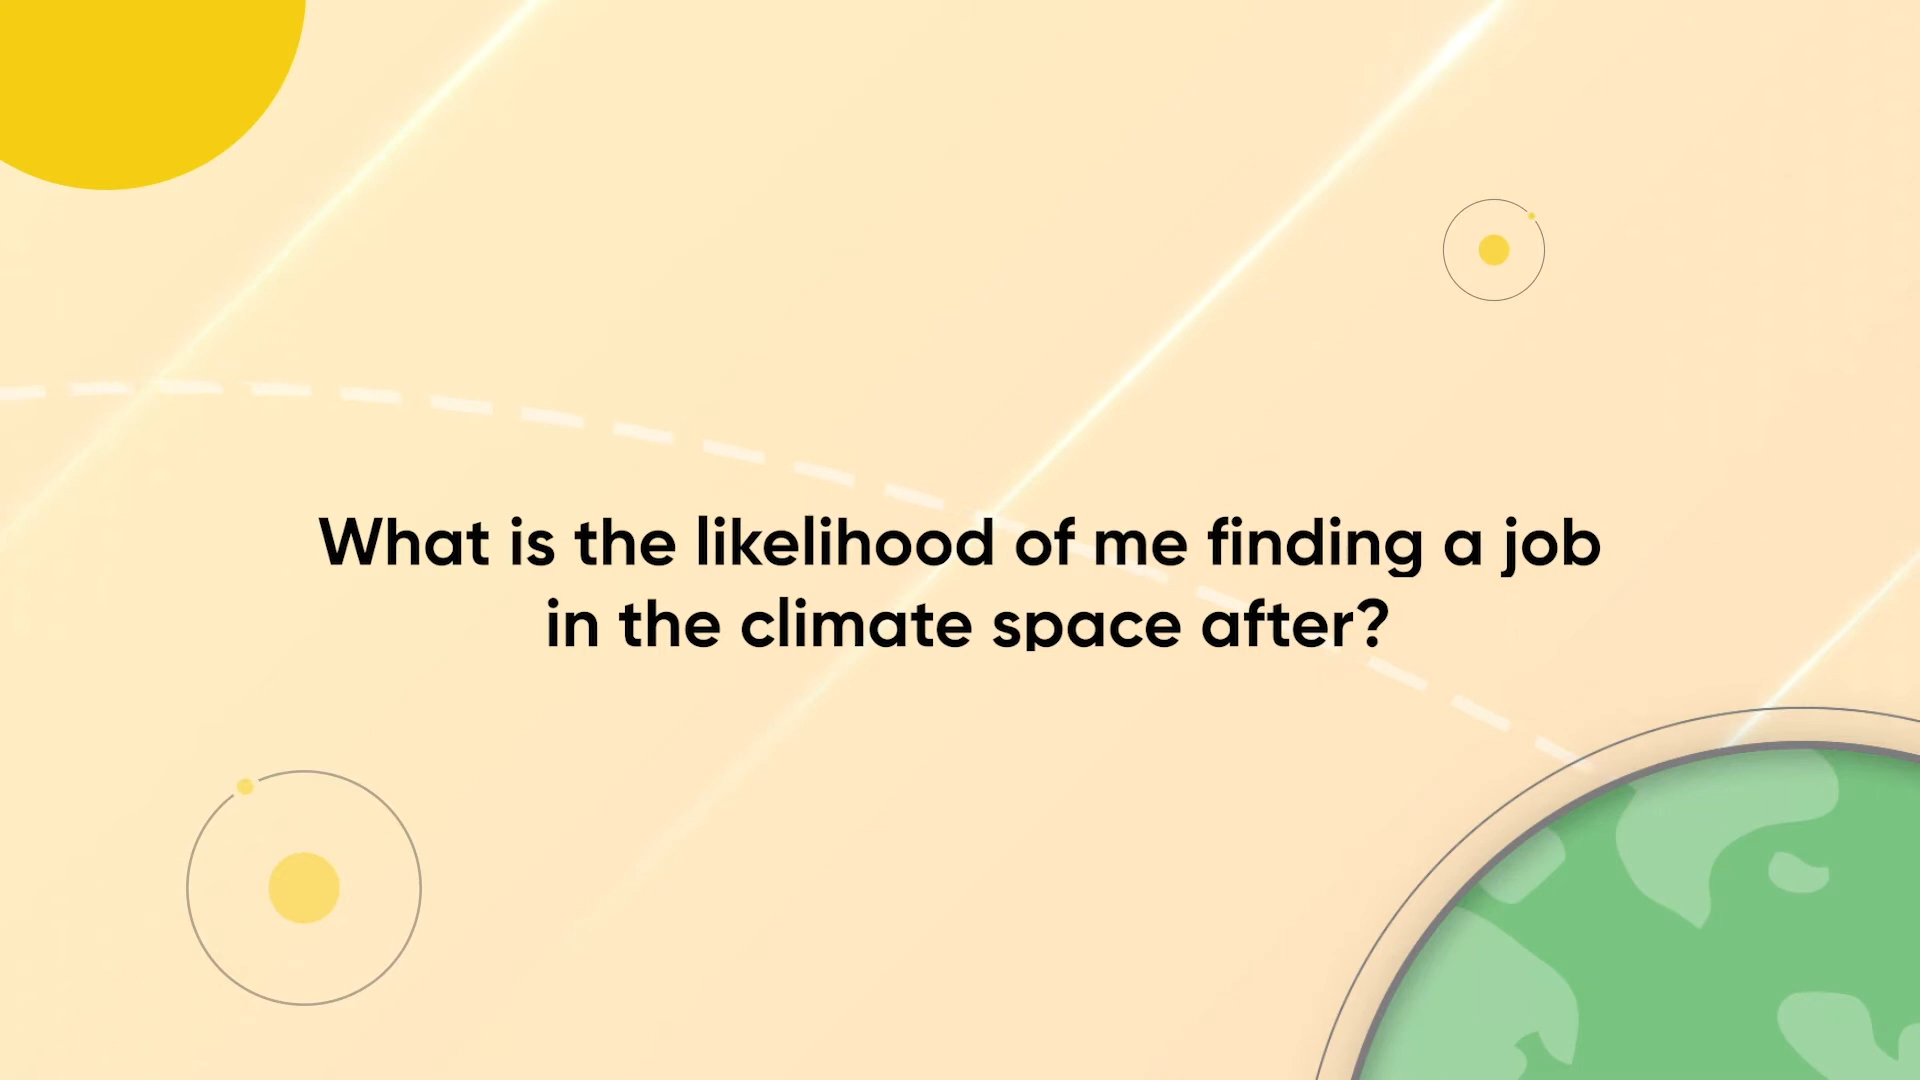 What is the likelihood of me finding a job
in the climate space after?